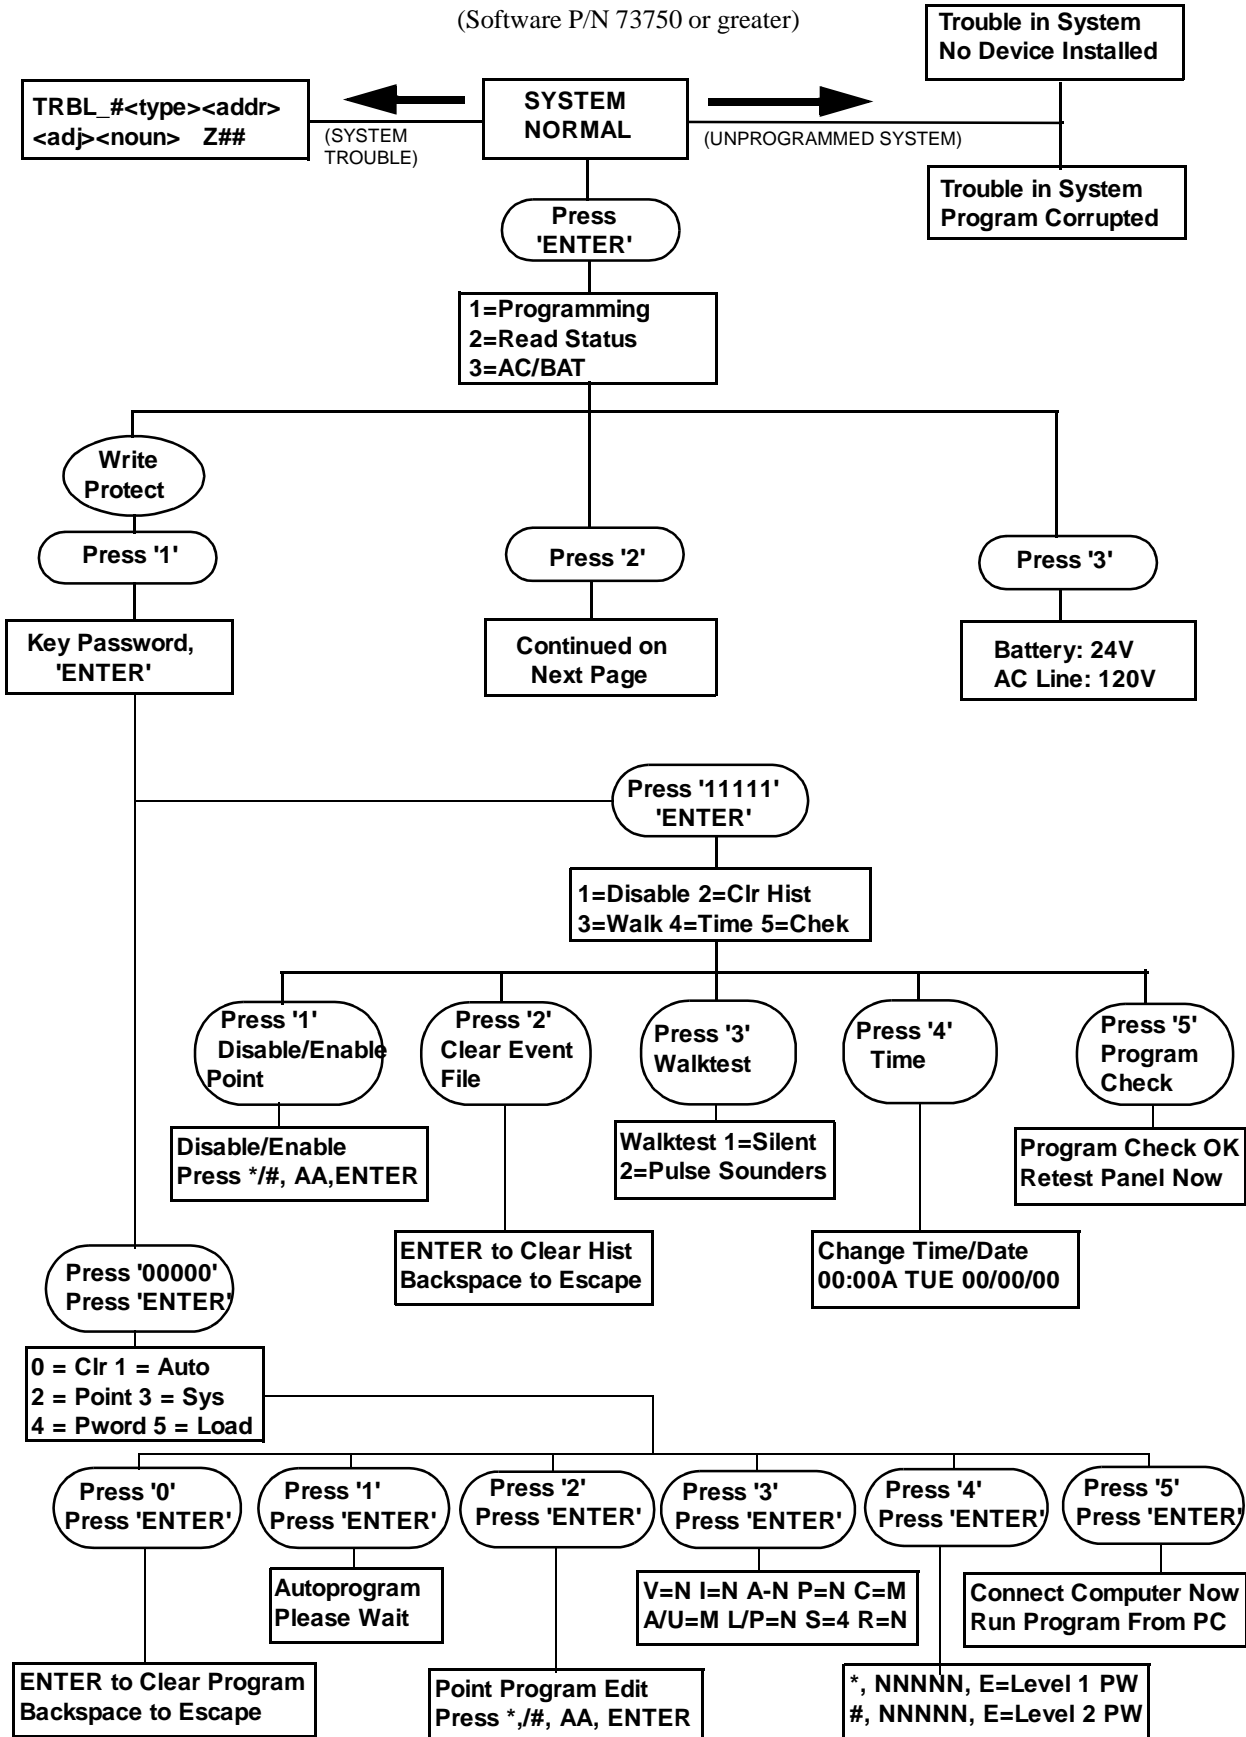 (Software P/N 73750 or greater)
Trouble in System
No Device Installed
TRBL_#<type><addr>
<adj><noun> Z##
(SYSTEM
TROUBLE)
SYSTEM
NORMAL
(UNPROGRAMMED SYSTEM)
Trouble in System
Program Corrupted
Press
'ENTER'
1=Programming
2=Read Status
3=AC/BAT
Write
Protect
Press '1'
Press '2'
Press '3'
Key Password,
'ENTER'
Continued on
Next Page
Battery: 24V
AC Line: 120V
Press '11111'
'ENTER'
1=Disable 2=Clr Hist
3=Walk 4=Time 5=Chek
Press '1'
Disable/Enable
Point
Press '2'
Clear Event
File
Press '3'
Walktest
Press '4'
Time
Press '5'
Program
Check
Disable/Enable
Press */#, AA,ENTER
Walktest 1=Silent
2=Pulse Sounders
Program Check OK
Retest Panel Now
ENTER to Clear Hist
Backspace to Escape
Change Time/Date
00:00A TUE 00/00/00
Press '00000'
Press 'ENTER'
0 = Clr 1 = Auto
2 = Point 3 = Sys
4 = Pword 5 = Load
Press '0'
Press 'ENTER'
Press '1'
Press 'ENTER'
Press '2'
Press 'ENTER'
Press '3'
Press 'ENTER'
Press '4'
Press 'ENTER'
Press '5'
Press 'ENTER'
Autoprogram
Please Wait
V=N I=N A-N P=N C=M
A/U=M L/P=N S=4 R=N
Connect Computer Now
Run Program From PC
ENTER to Clear Program
Backspace to Escape
Point Program Edit
Press *,/#, AA, ENTER
*, NNNNN, E=Level 1 PW
#, NNNNN, E=Level 2 PW